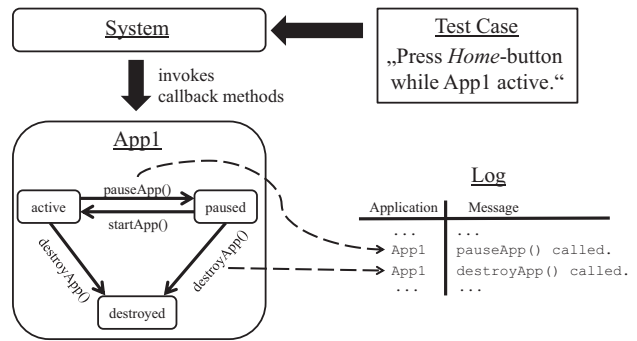 System
Test Case
„Press Home-button
while App1 active.“
invokes
callback methods
App1
active
pauseApp()
startApp()
paused
destroyApp()
destroyApp()
destroyed
Log
Application Message
... ...
App1 pauseApp() called.
App1 destroyApp() called.
... ...